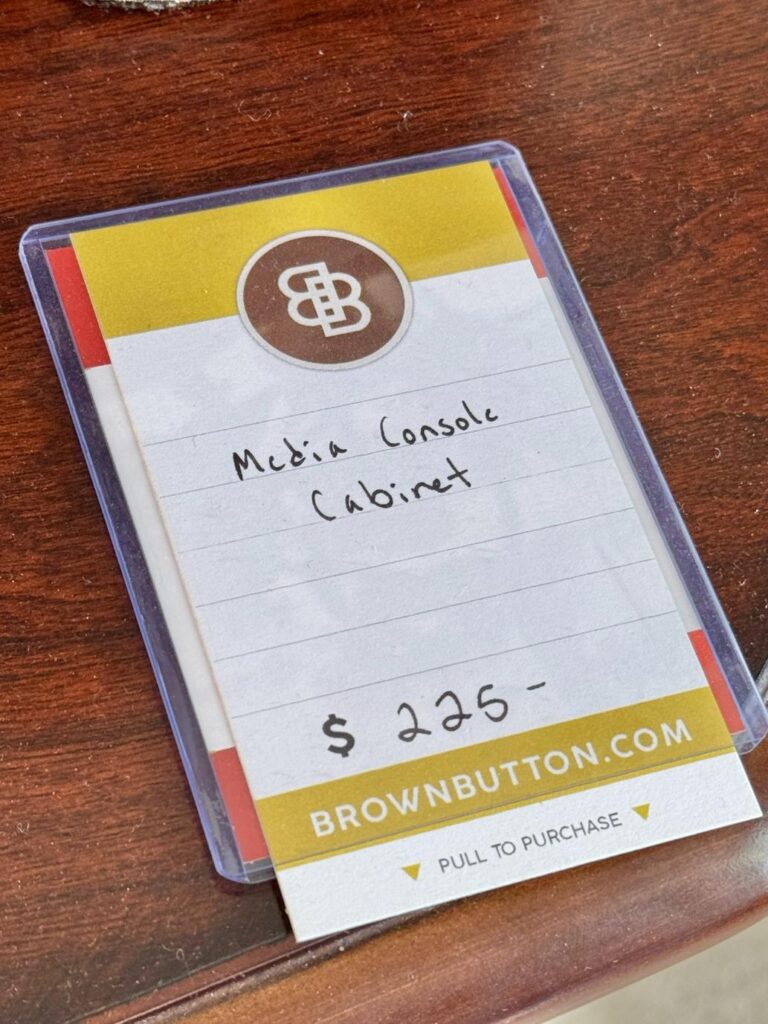 Media Console
Cabinet
$ 225-
BROWNBUTTON.COM
PULL TO PURCHASE